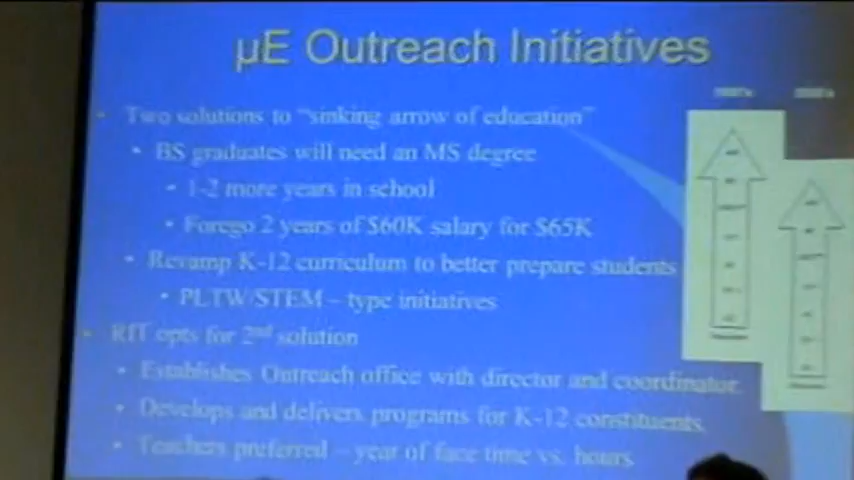 µE Outreach Initiatives
Two solutions to "sinking arrow of education"
BS graduates will need an MS degree
1-2 more years in school
Forego 2 years of $60K salary for $65K
Revamp K-12 curriculum to better prepare students
PLTW/STEM – type initiatives
RIT opts for 2nd solution
Establishes Outreach office with director and coordinator
Develops and delivers programs for K-12 constituents
Teachers preferred – year of face time vs. hours